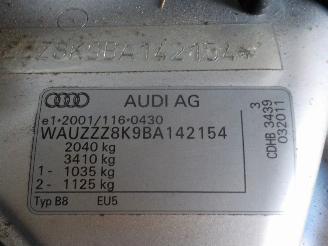 Z8K9BA142154*
AUDI AG
e1*2001/116*0430
WAUZZZ8K9BA142154
2040 kg
3410 kg
1- 1035 kg
2- 1125 kg
Typ B8 EU5
CDHB 3439
032011
3